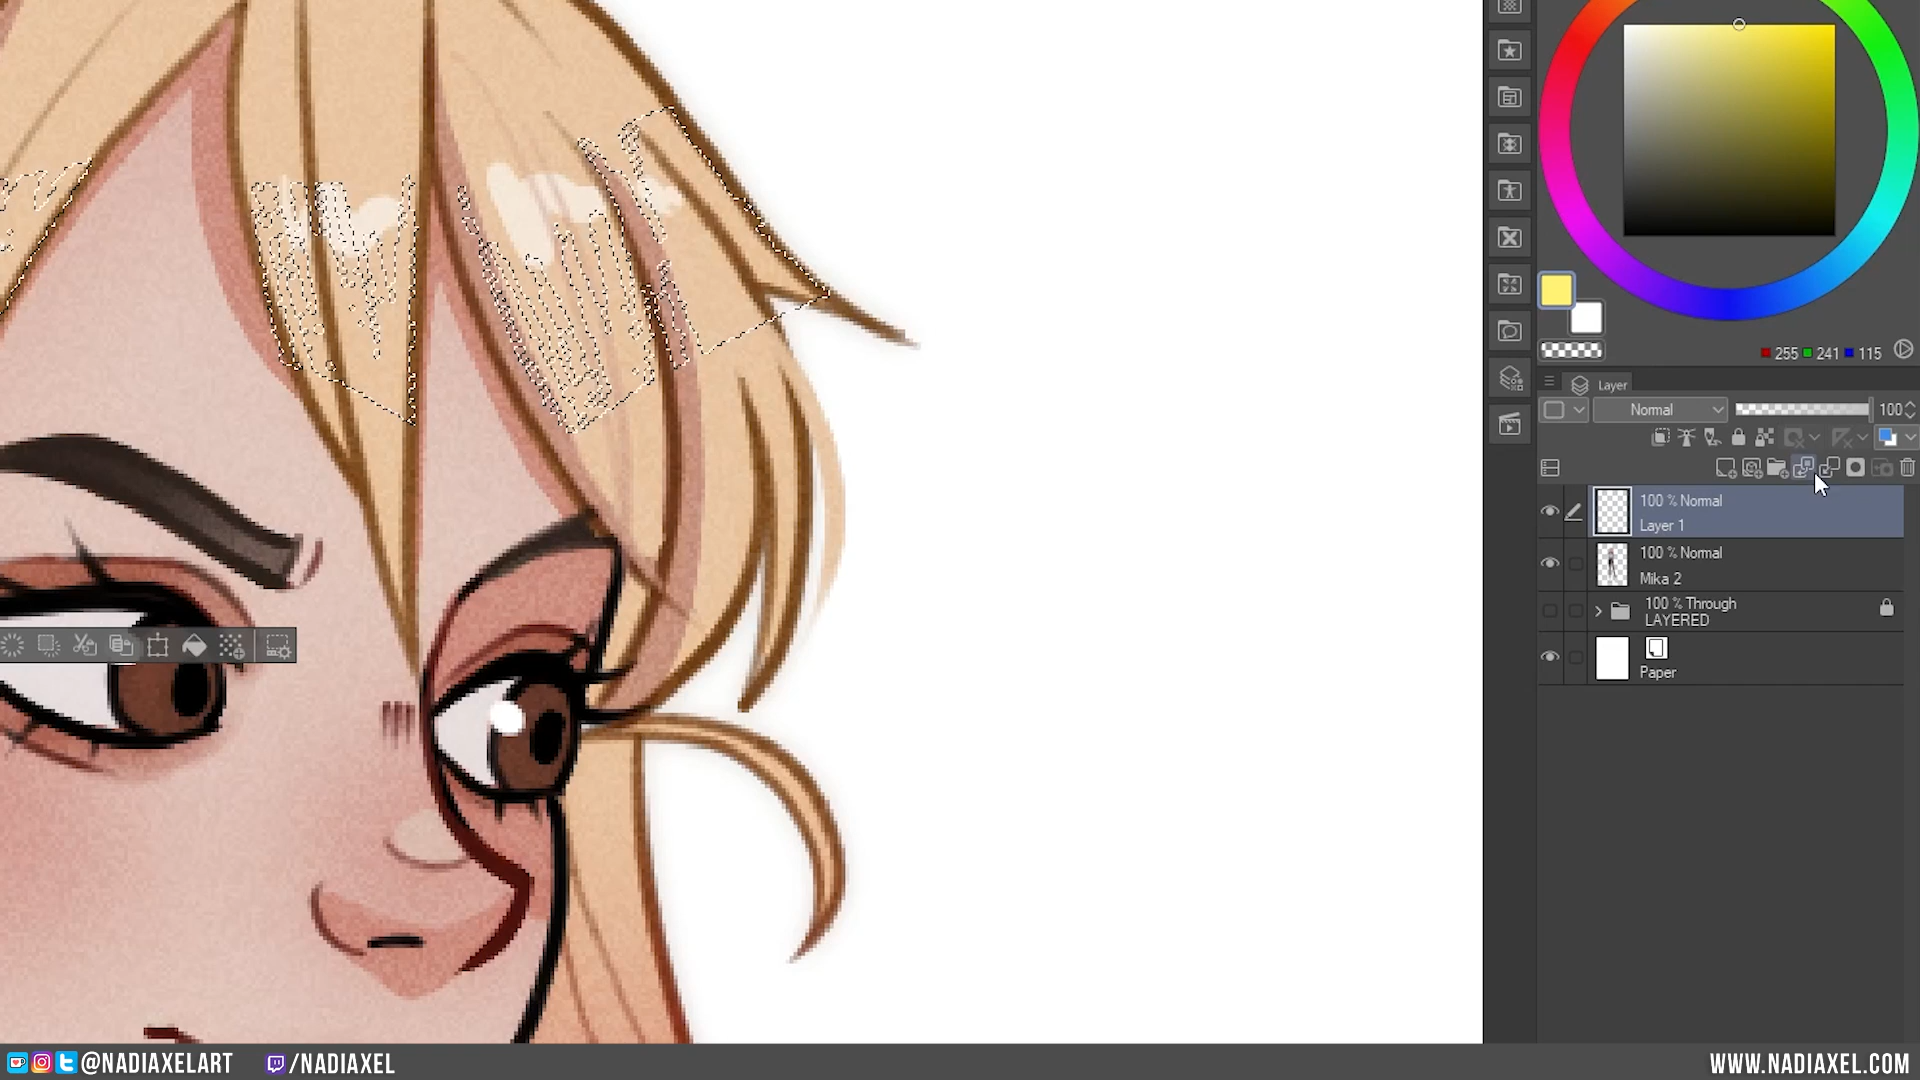 255 241 115
Layer
Normal 100
100 % Normal
Layer 1
100 % Normal
Mika 2
100 % Through
LAYERED
Paper
@NADIAXELART /NADIAXEL WWW.NADIAXEL.COM